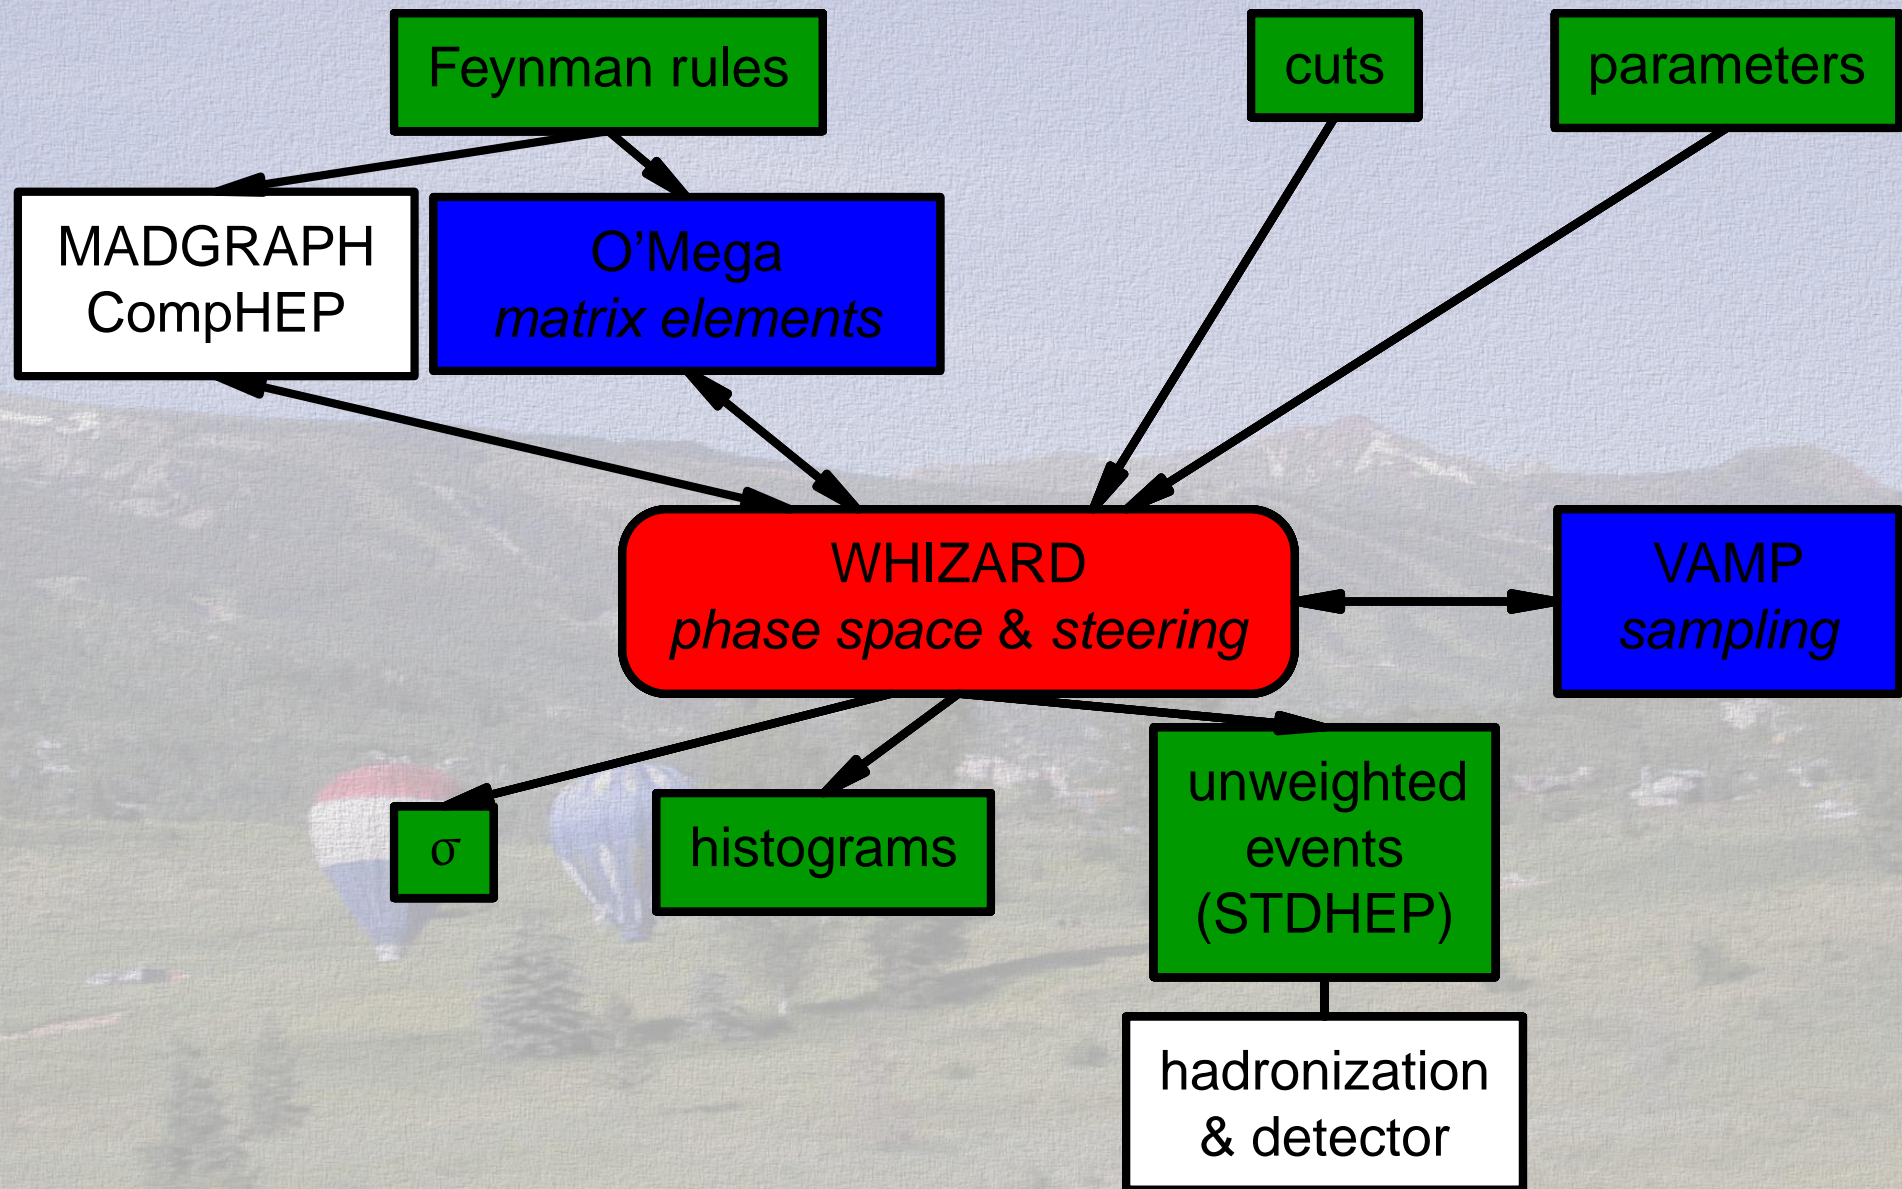 Feynman rules
cuts
parameters
MADGRAPH
CompHEP
O’Mega
matrix elements
WHIZARD
phase space & steering
VAMP
sampling
σ
histograms
unweighted
events
(STDHEP)
hadronization
& detector